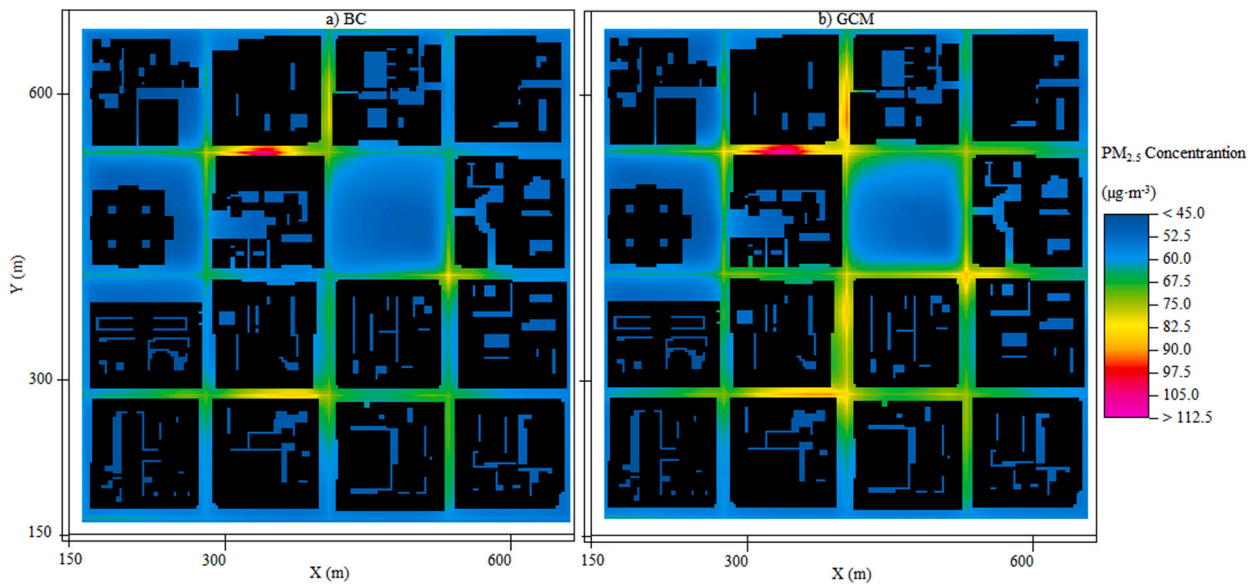 a) BC
b) GCM
600
300
150
Y (m)
150
300
600
X (m)
150
300
600
X (m)
PM2.5 Concentrantion
(µg·m-3)
< 45.0
52.5
60.0
67.5
75.0
82.5
90.0
97.5
105.0
> 112.5